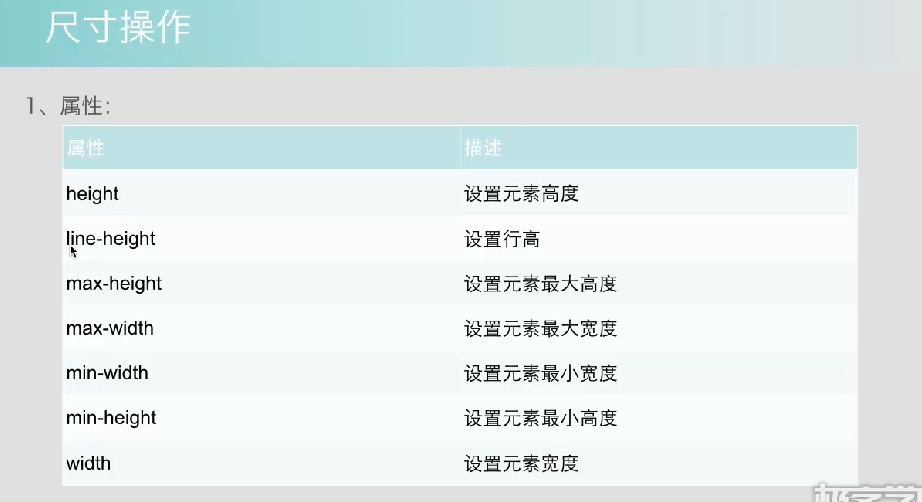 尺寸操作
1、属性：
属性 描述
height 设置元素高度
line-height 设置行高
max-height 设置元素最大高度
max-width 设置元素最大宽度
min-width 设置元素最小宽度
min-height 设置元素最小高度
width 设置元素宽度